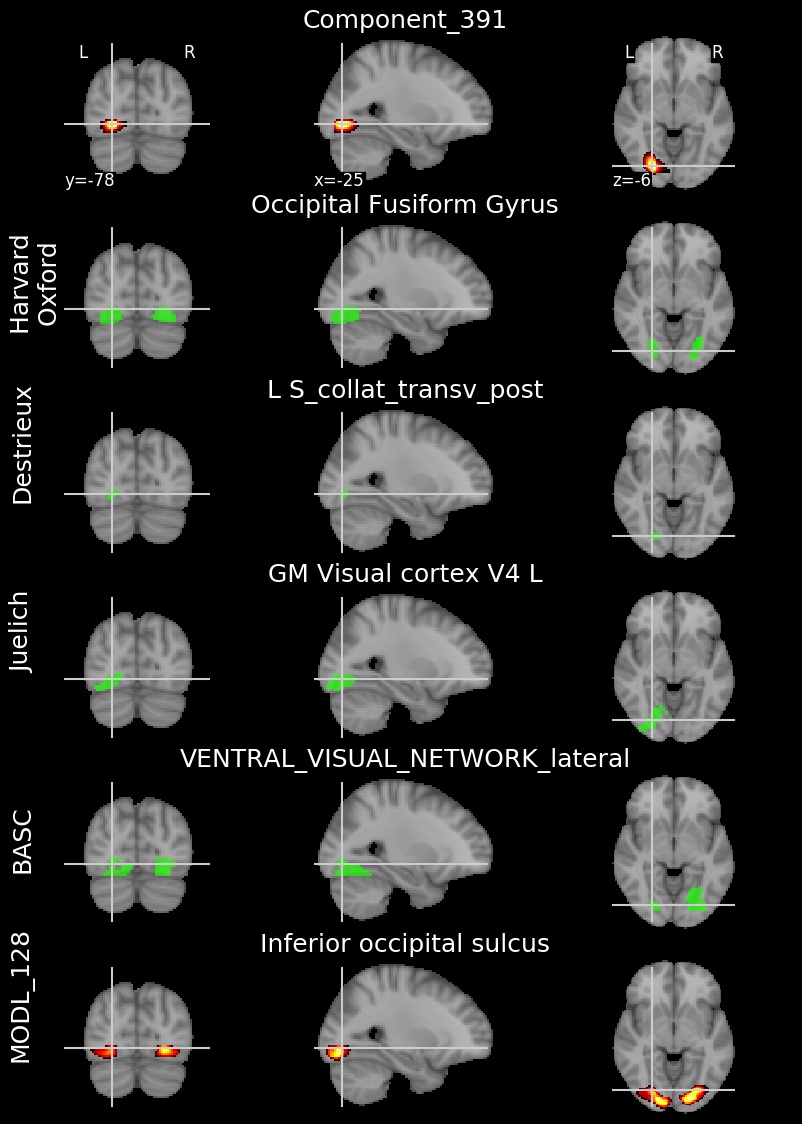 Component_391
L R
L R
y=-78
x=-25
z=-6
Occipital Fusiform Gyrus
Harvard
Oxford
L S_collat_transv_post
Destrieux
GM Visual cortex V4 L
Juelich
VENTRAL_VISUAL_NETWORK_lateral
BASC
Inferior occipital sulcus
MODL_128